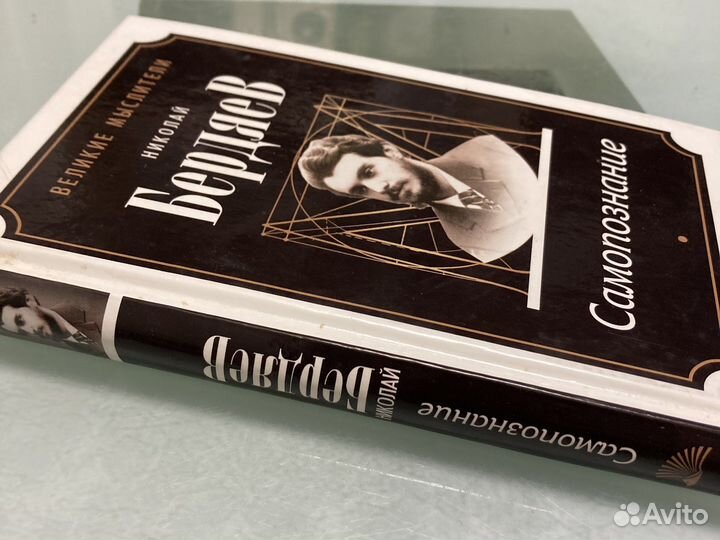 ВЕЛИКИЕ МЫСЛИТЕЛИ
НИКОЛАЙ
БердяеВ
Самопознание
НИКОЛАЙ
БердяеВ
Самопознание
Avito